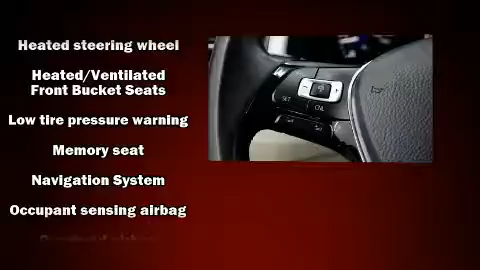 Heated steering wheel
Heated/Ventilated
Front Bucket Seats
Low tire pressure warning
Memory seat
Navigation System
Occupant sensing airbag
SET
CNL